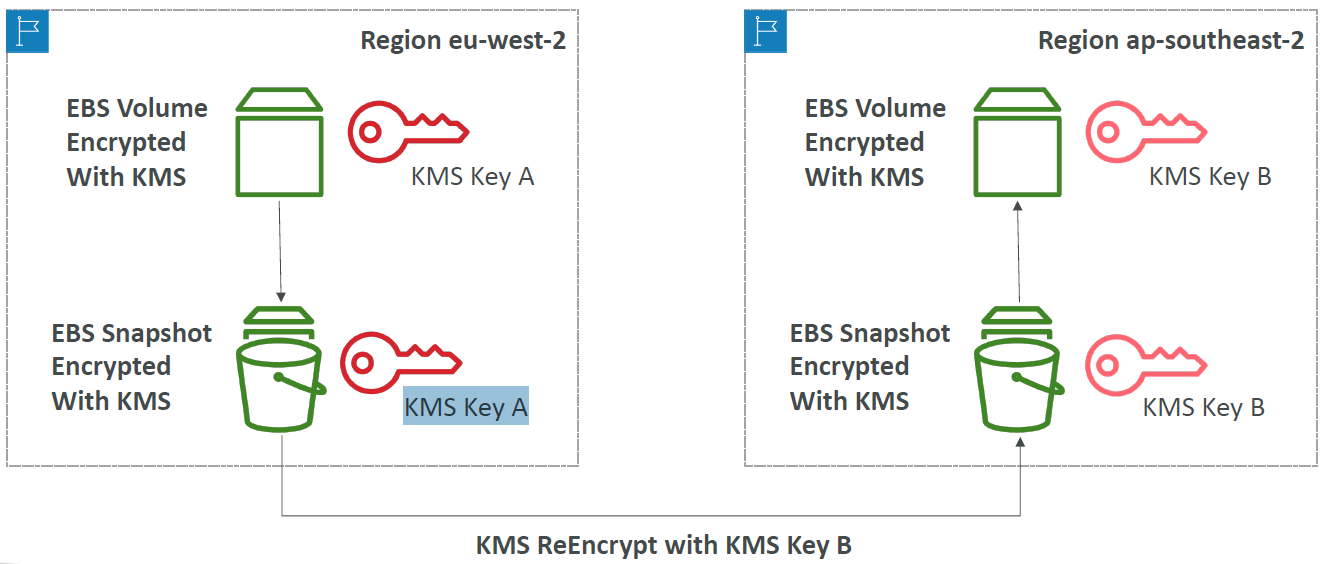 Region eu-west-2
EBS Volume
Encrypted
With KMS
KMS Key A
EBS Snapshot
Encrypted
With KMS
KMS Key A
Region ap-southeast-2
EBS Volume
Encrypted
With KMS
KMS Key B
EBS Snapshot
Encrypted
With KMS
KMS Key B
KMS ReEncrypt with KMS Key B